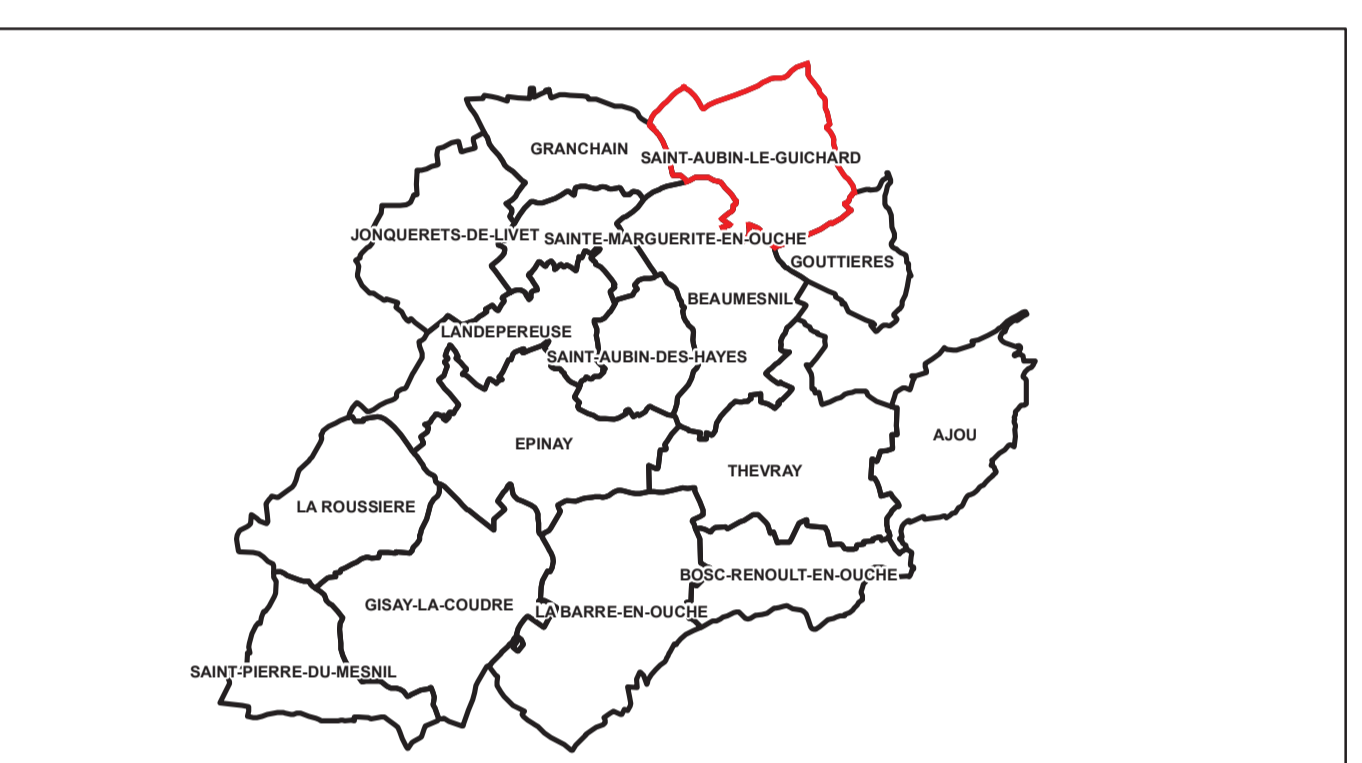 GRANCHAIN
SAINT-AUBIN-LE-GUICHARD
JONQUERETS-DE-LIVET
SAINTE-MARGUERITE-EN-OUCHE
GOUTTIERES
BEAUMESNIL
LANDEPEREUSE
SAINT-AUBIN-DES-HAYES
EPINAY
AJOU
THEVRAY
LA ROUSSIERE
BOSC-RENOULT-EN-OUCHE
GISAY-LA-COUDRE
LA BARRE-EN-OUCHE
SAINT-PIERRE-DU-MESNIL